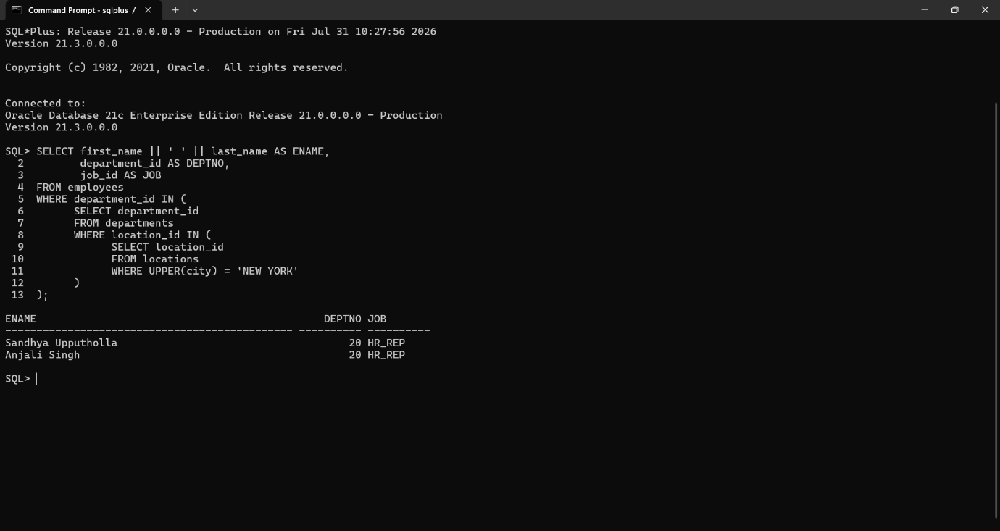 Command Prompt - sqlplus /
SQL*Plus: Release 21.0.0.0.0 - Production on Fri Jul 31 10:27:56 2026
Version 21.3.0.0.0
Copyright (c) 1982, 2021, Oracle.  All rights reserved.
Connected to:
Oracle Database 21c Enterprise Edition Release 21.0.0.0.0 - Production
Version 21.3.0.0.0
SQL> SELECT first_name || ' ' || last_name AS ENAME,
  2         department_id AS DEPTNO,
  3         job_id AS JOB
  4  FROM employees
  5  WHERE department_id IN (
  6        SELECT department_id
  7        FROM departments
  8        WHERE location_id IN (
  9              SELECT location_id
 10              FROM locations
 11              WHERE UPPER(city) = 'NEW YORK'
 12        )
 13  );
ENAME                                              DEPTNO JOB
---------------------------------------------- ---------- ----------
Sandhya Upputholla                                     20 HR_REP
Anjali Singh                                           20 HR_REP
SQL>